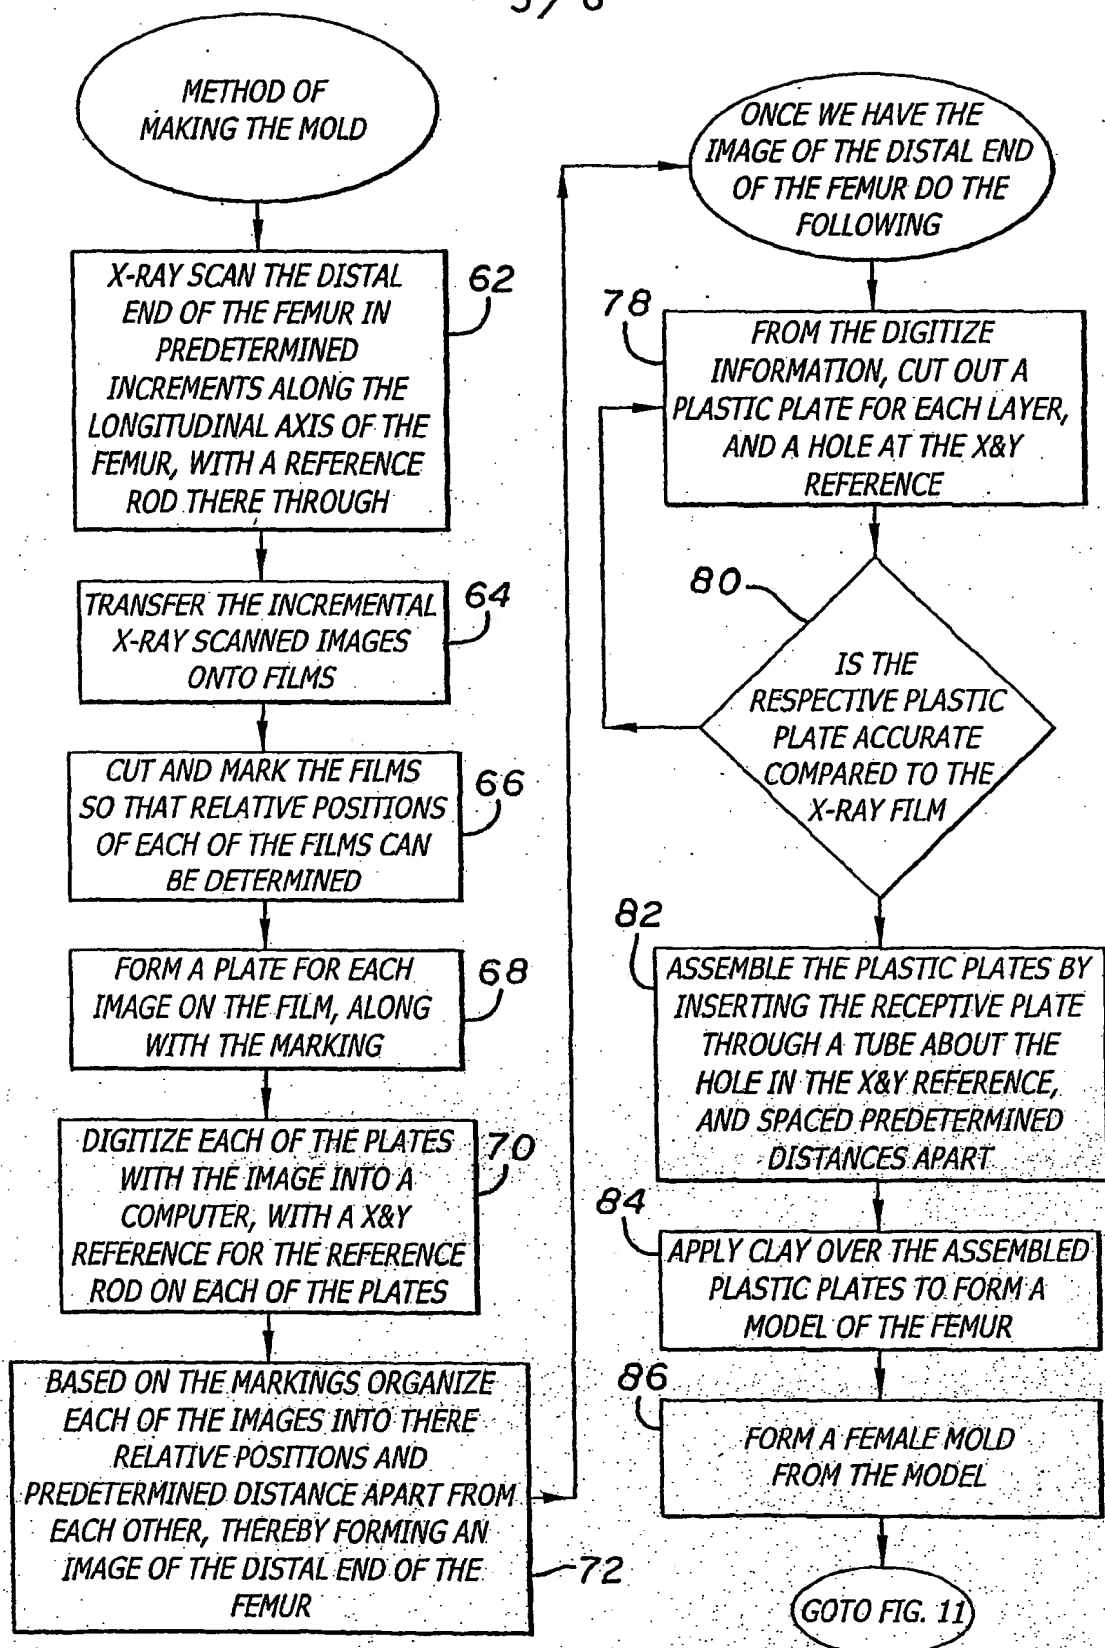 METHOD OF
MAKING THE MOLD
X-RAY SCAN THE DISTAL
END OF THE FEMUR IN
PREDETERMINED
INCREMENTS ALONG THE
LONGITUDINAL AXIS OF THE
FEMUR, WITH A REFERENCE
ROD THERE THROUGH
62
TRANSFER THE INCREMENTAL
X-RAY SCANNED IMAGES
ONTO FILMS
64
CUT AND MARK THE FILMS
SO THAT RELATIVE POSITIONS
OF EACH OF THE FILMS CAN
BE DETERMINED
66
FORM A PLATE FOR EACH
IMAGE ON THE FILM, ALONG
WITH THE MARKING
68
DIGITIZE EACH OF THE PLATES
WITH THE IMAGE INTO A
COMPUTER, WITH A X&Y
REFERENCE FOR THE REFERENCE
ROD ON EACH OF THE PLATES
70
BASED ON THE MARKINGS ORGANIZE
EACH OF THE IMAGES INTO THERE
RELATIVE POSITIONS AND
PREDETERMINED DISTANCE APART FROM
EACH OTHER, THEREBY FORMING AN
IMAGE OF THE DISTAL END OF THE
FEMUR
72
ONCE WE HAVE THE
IMAGE OF THE DISTAL END
OF THE FEMUR DO THE
FOLLOWING
78
FROM THE DIGITIZE
INFORMATION, CUT OUT A
PLASTIC PLATE FOR EACH LAYER,
AND A HOLE AT THE X&Y
REFERENCE
80
IS THE
RESPECTIVE PLASTIC
PLATE ACCURATE
COMPARED TO THE
X-RAY FILM
82
ASSEMBLE THE PLASTIC PLATES BY
INSERTING THE RECEPTIVE PLATE
THROUGH A TUBE ABOUT THE
HOLE IN THE X&Y REFERENCE,
AND SPACED PREDETERMINED
DISTANCES APART
84
APPLY CLAY OVER THE ASSEMBLED
PLASTIC PLATES TO FORM A
MODEL OF THE FEMUR
86
FORM A FEMALE MOLD
FROM THE MODEL
GOTO FIG. 11